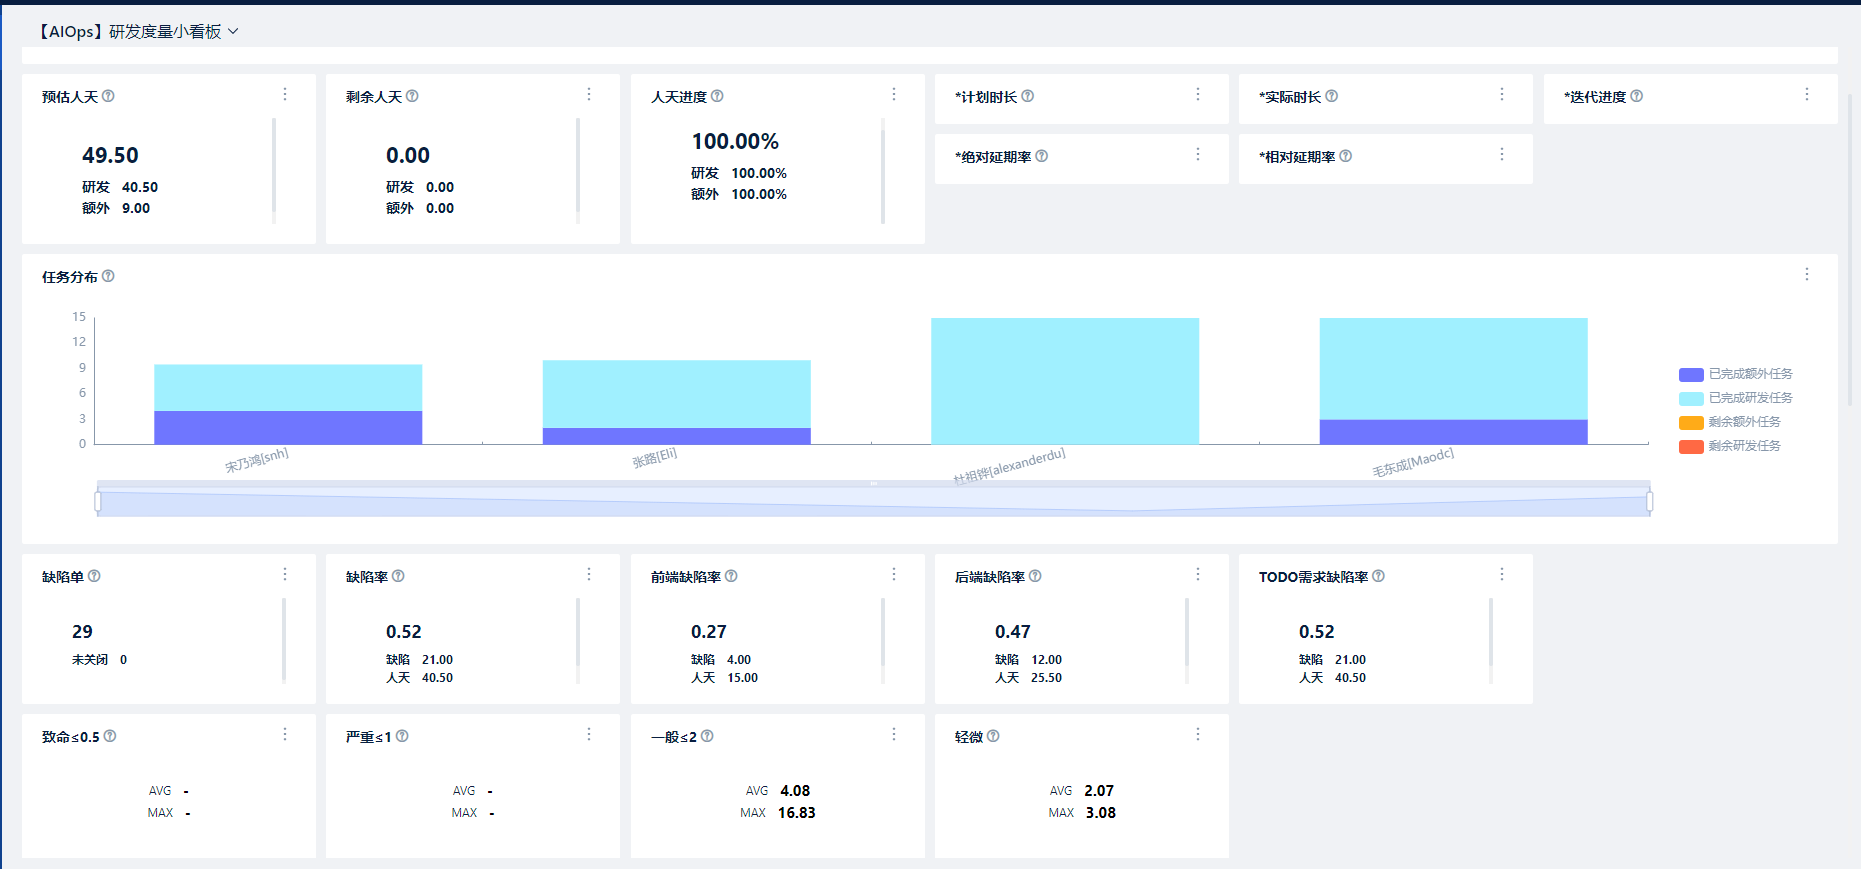 【AIOps】研发度量小看板
预估人天
49.50
研发 40.50
额外 9.00
剩余人天
0.00
研发 0.00
额外 0.00
人天进度
100.00%
研发 100.00%
额外 100.00%
*计划时长
*实际时长
*迭代进度
*绝对延期率
*相对延期率
任务分布
15
12
9
6
3
0
宋乃鸿[snh]
张路[Eli]
杜祖铧[alexanderdu]
毛东成[Maodc]
已完成额外任务
已完成研发任务
剩余额外任务
剩余研发任务
缺陷单
29
未关闭 0
缺陷率
0.52
缺陷 21.00
人天 40.50
前端缺陷率
0.27
缺陷 4.00
人天 15.00
后端缺陷率
0.47
缺陷 12.00
人天 25.50
TODO需求缺陷率
0.52
缺陷 21.00
人天 40.50
致命≤0.5
AVG -
MAX -
严重≤1
AVG -
MAX -
一般≤2
AVG 4.08
MAX 16.83
轻微
AVG 2.07
MAX 3.08